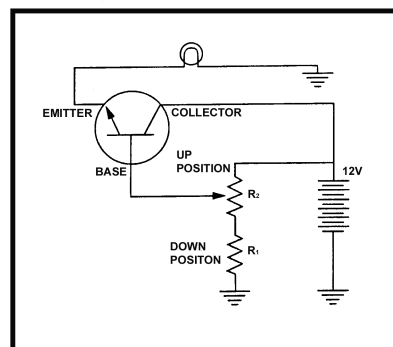 EMITTER
COLLECTOR
BASE
UP
POSITION
12V
R2
DOWN
POSITON
R1